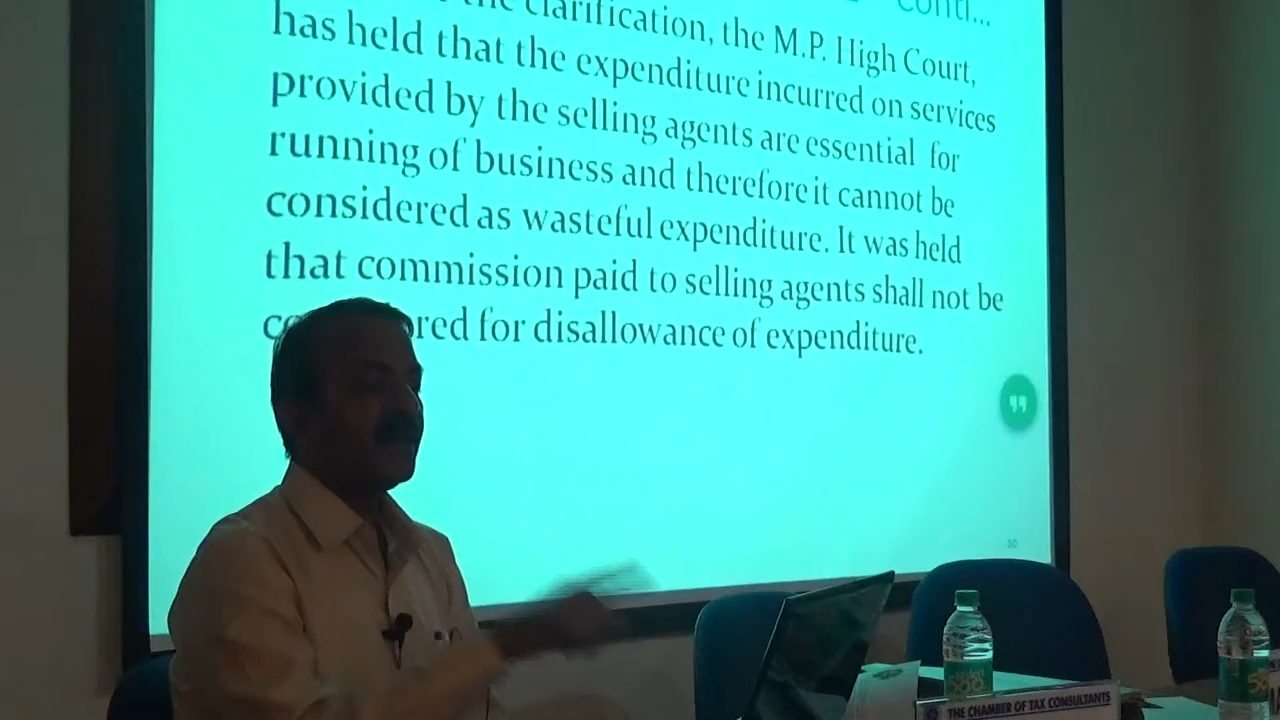 Conti...
the clarification, the M.P. High Court,
has held that the expenditure incurred on services
provided by the selling agents are essential for
running of business and therefore it cannot be
considered as wasteful expenditure. It was held
that commission paid to selling agents shall not be
red for disallowance of expenditure.
THE CHAMBER OF TAX CONSULTANTS